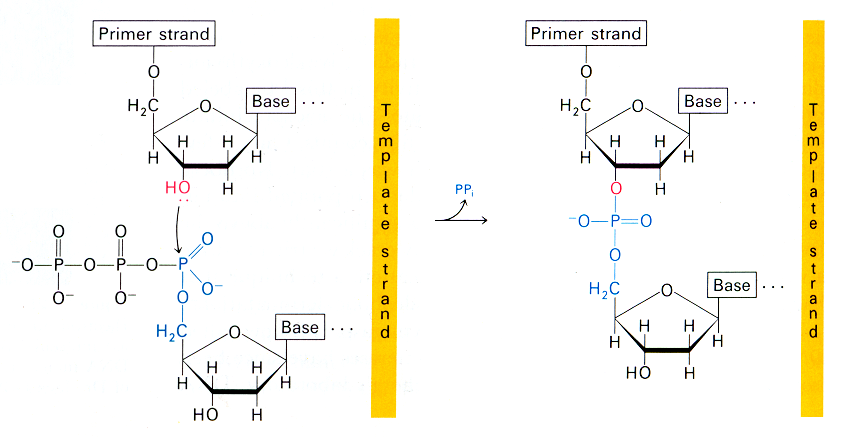 Primer strand
O
H₂C
O
Base ...
H
H
H
H
H
HO
..
O
O
O
⁻O—P—O—P—O—P
O⁻
O⁻
O⁻
O
H₂C
O
Base ...
H
H
H
H
HO
H
Template strand
PPᵢ
Primer strand
O
H₂C
O
Base ...
H
H
H
H
H
O
⁻O—P=O
O
H₂C
O
Base ...
H
H
H
H
HO
H
Template strand